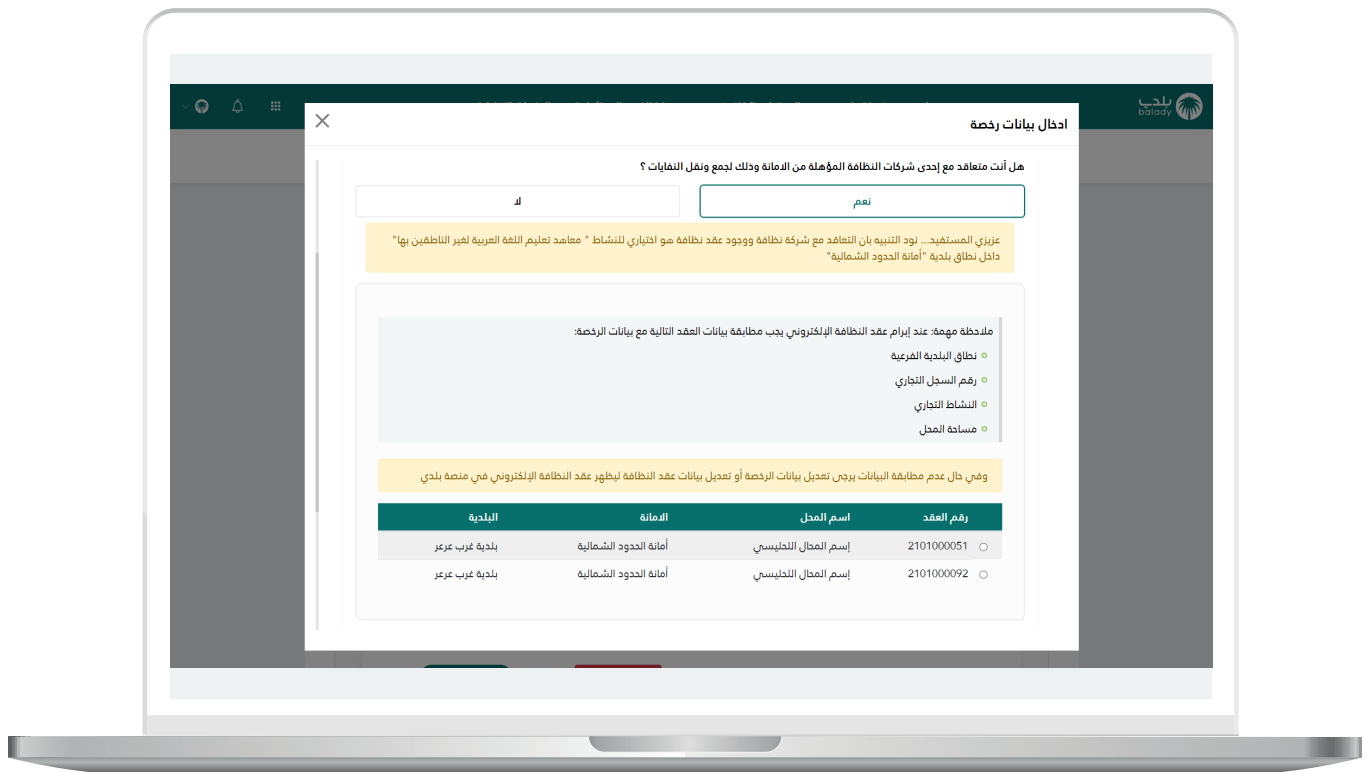 بلدي
balady
ادخال بيانات رخصة
هل أنت متعاقد مع إحدى شركات النظافة المؤهلة من الامانة وذلك لجمع ونقل النفايات ؟
نعم
لا
عزيزي المستفيد... نود التنبيه بان التعاقد مع شركة نظافة ووجود عقد نظافة هو اختياري للنشاط " معاهد تعليم اللغة العربية لغير الناطقين بها"
داخل نطاق بلدية "أمانة الحدود الشمالية"
ملاحظة مهمة: عند إبرام عقد النظافة الإلكتروني يجب مطابقة بيانات العقد التالية مع بيانات الرخصة:
نطاق البلدية الفرعية
رقم السجل التجاري
النشاط التجاري
مساحة المحل
وفي حال عدم مطابقة البيانات يرجى تعديل بيانات الرخصة أو تعديل بيانات عقد النظافة ليظهر عقد النظافة الإلكتروني في منصة بلدي
رقم العقد اسم المحل الامانة البلدية
2101000051 إسم المحال اللحليسي أمانة الحدود الشمالية بلدية غرب عرعر
2101000092 إسم المحال اللحليسي أمانة الحدود الشمالية بلدية غرب عرعر